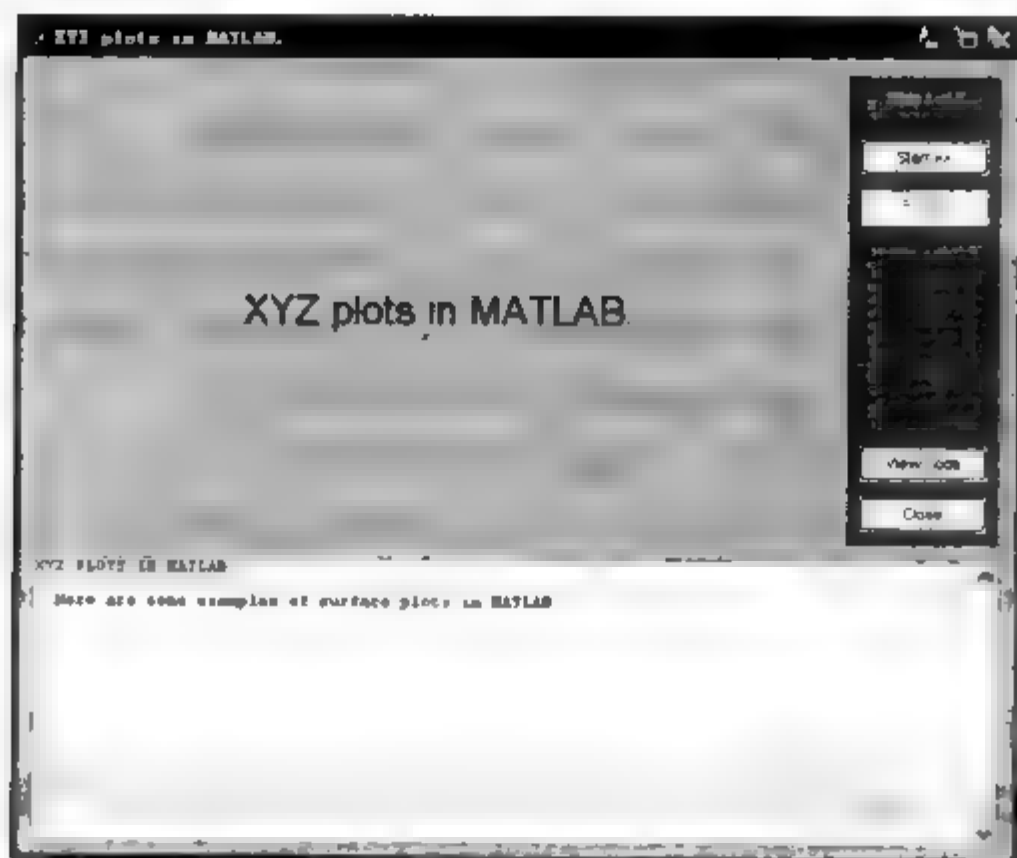 XYZ plots in MATLAB.
Start >>
XYZ plots in MATLAB.
View code
Close
XYZ PLOTS IN MATLAB
Here are some examples of surface plots in MATLAB